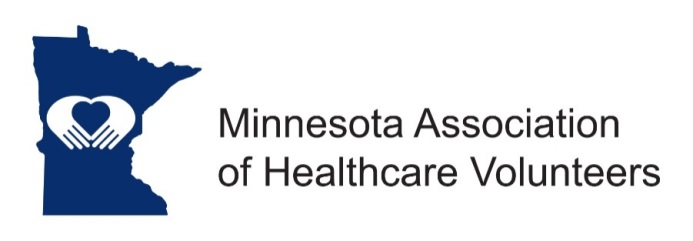 Minnesota Association
of Healthcare Volunteers